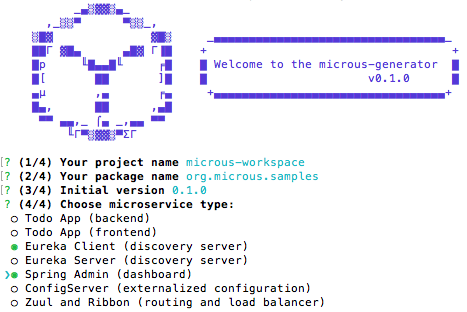 Welcome to the microus-generator
v0.1.0
[? (1/4) Your project name microus-workspace
[? (2/4) Your package name org.microus.samples
[? (3/4) Initial version 0.1.0
? (4/4) Choose microservice type:
○ Todo App (backend)
○ Todo App (frontend)
◉ Eureka Client (discovery server)
○ Eureka Server (discovery server)
❯◉ Spring Admin (dashboard)
○ ConfigServer (externalized configuration)
○ Zuul and Ribbon (routing and load balancer)